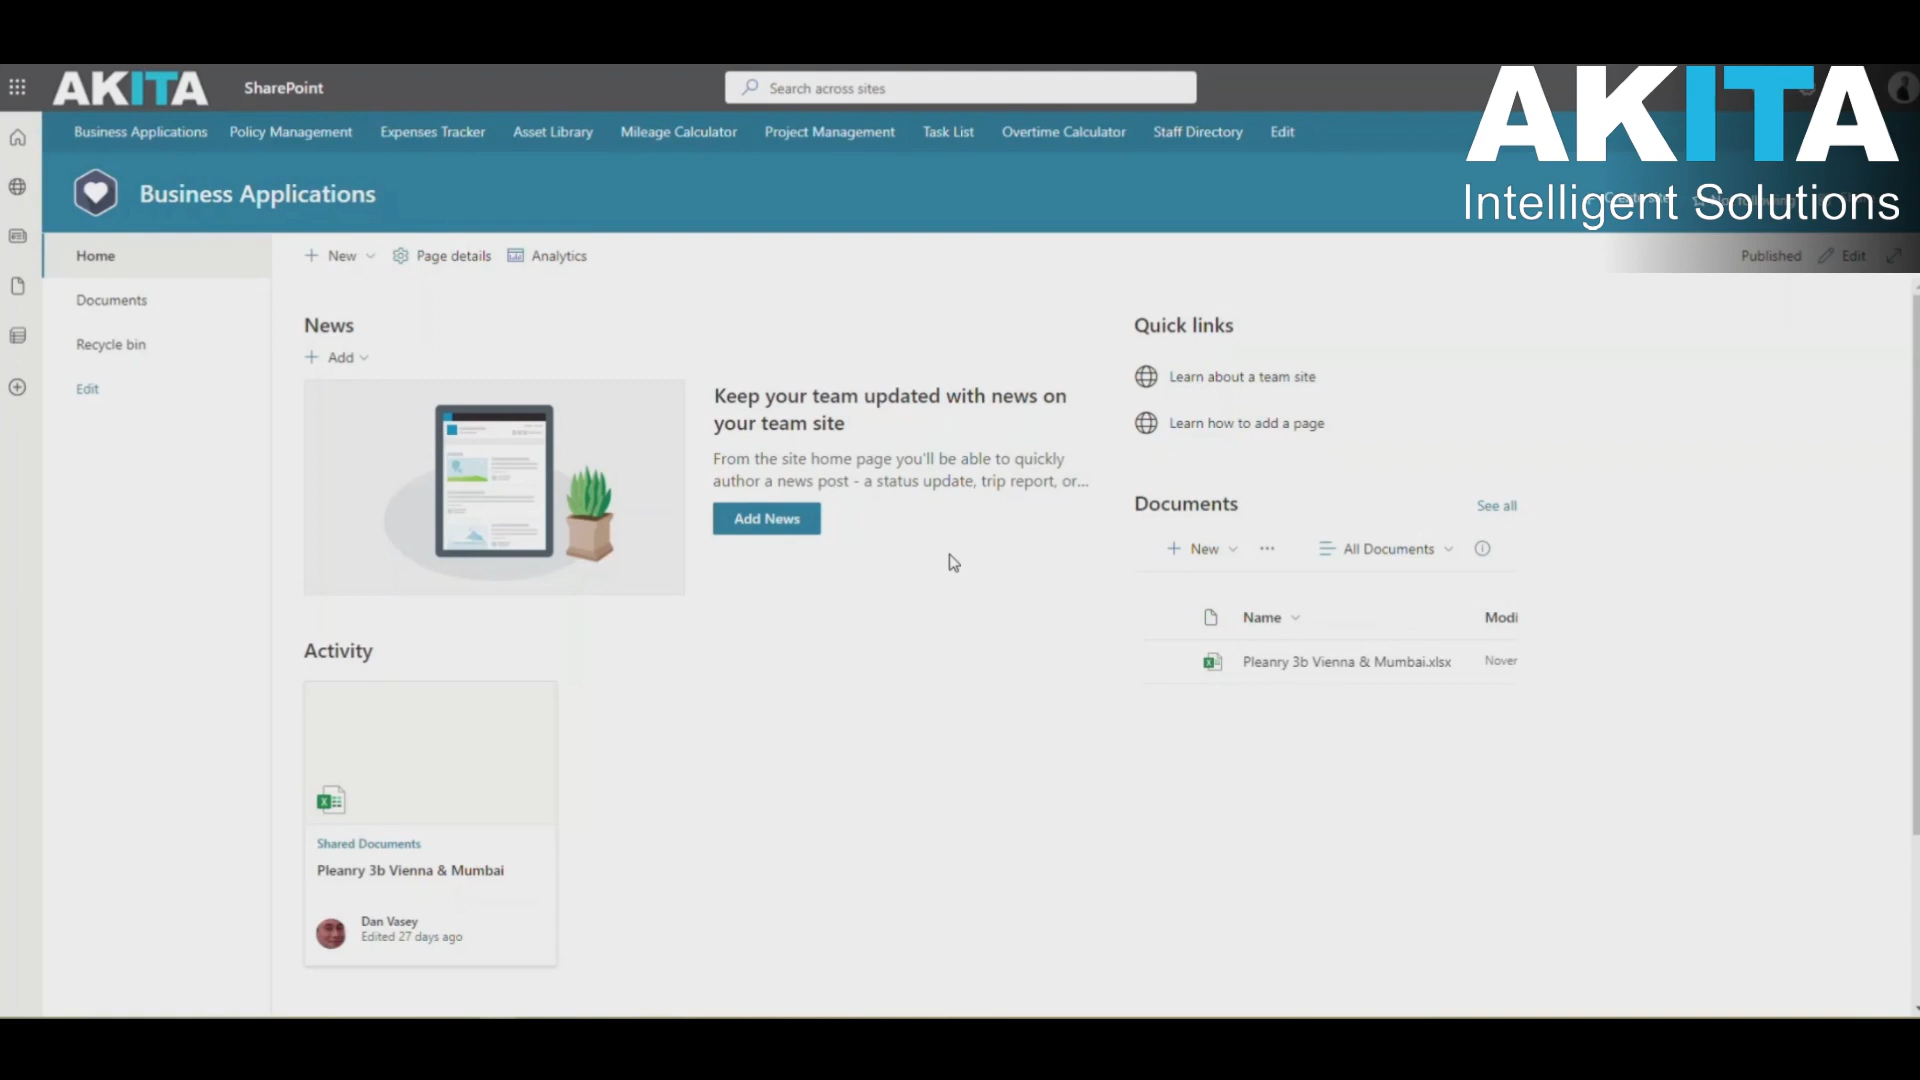 AKITA
SharePoint
Search across sites
AKITA
Intelligent Solutions
Business Applications
Policy Management
Expenses Tracker
Asset Library
Mileage Calculator
Project Management
Task List
Overtime Calculator
Staff Directory
Edit
Business Applications
Home
Documents
Recycle bin
Edit
New
Page details
Analytics
Published
Edit
News
Add
Keep your team updated with news on
your team site
From the site home page you'll be able to quickly
author a news post - a status update, trip report, or...
Add News
Quick links
Learn about a team site
Learn how to add a page
Documents
See all
New
All Documents
Name
Modi
Pleanry 3b Vienna & Mumbai.xlsx
Nover
Activity
Shared Documents
Pleanry 3b Vienna & Mumbai
Dan Vasey
Edited 27 days ago